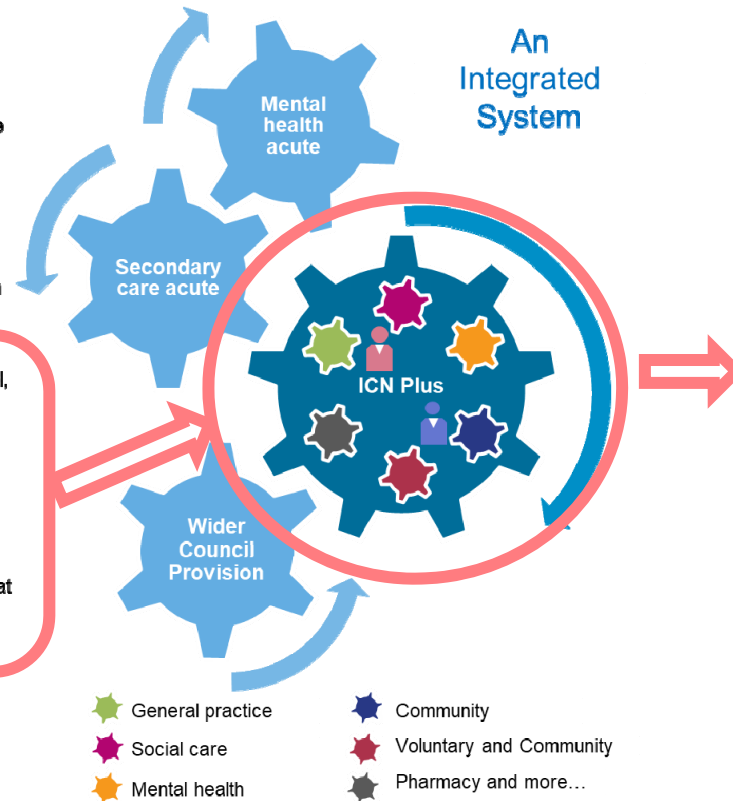 An
Integrated
System
Mental
health
acute
Secondary
care acute
l,
ICN Plus
Wider
Council
Provision
at
General practice
Community
Social care
Voluntary and Community
Mental health
Pharmacy and more…